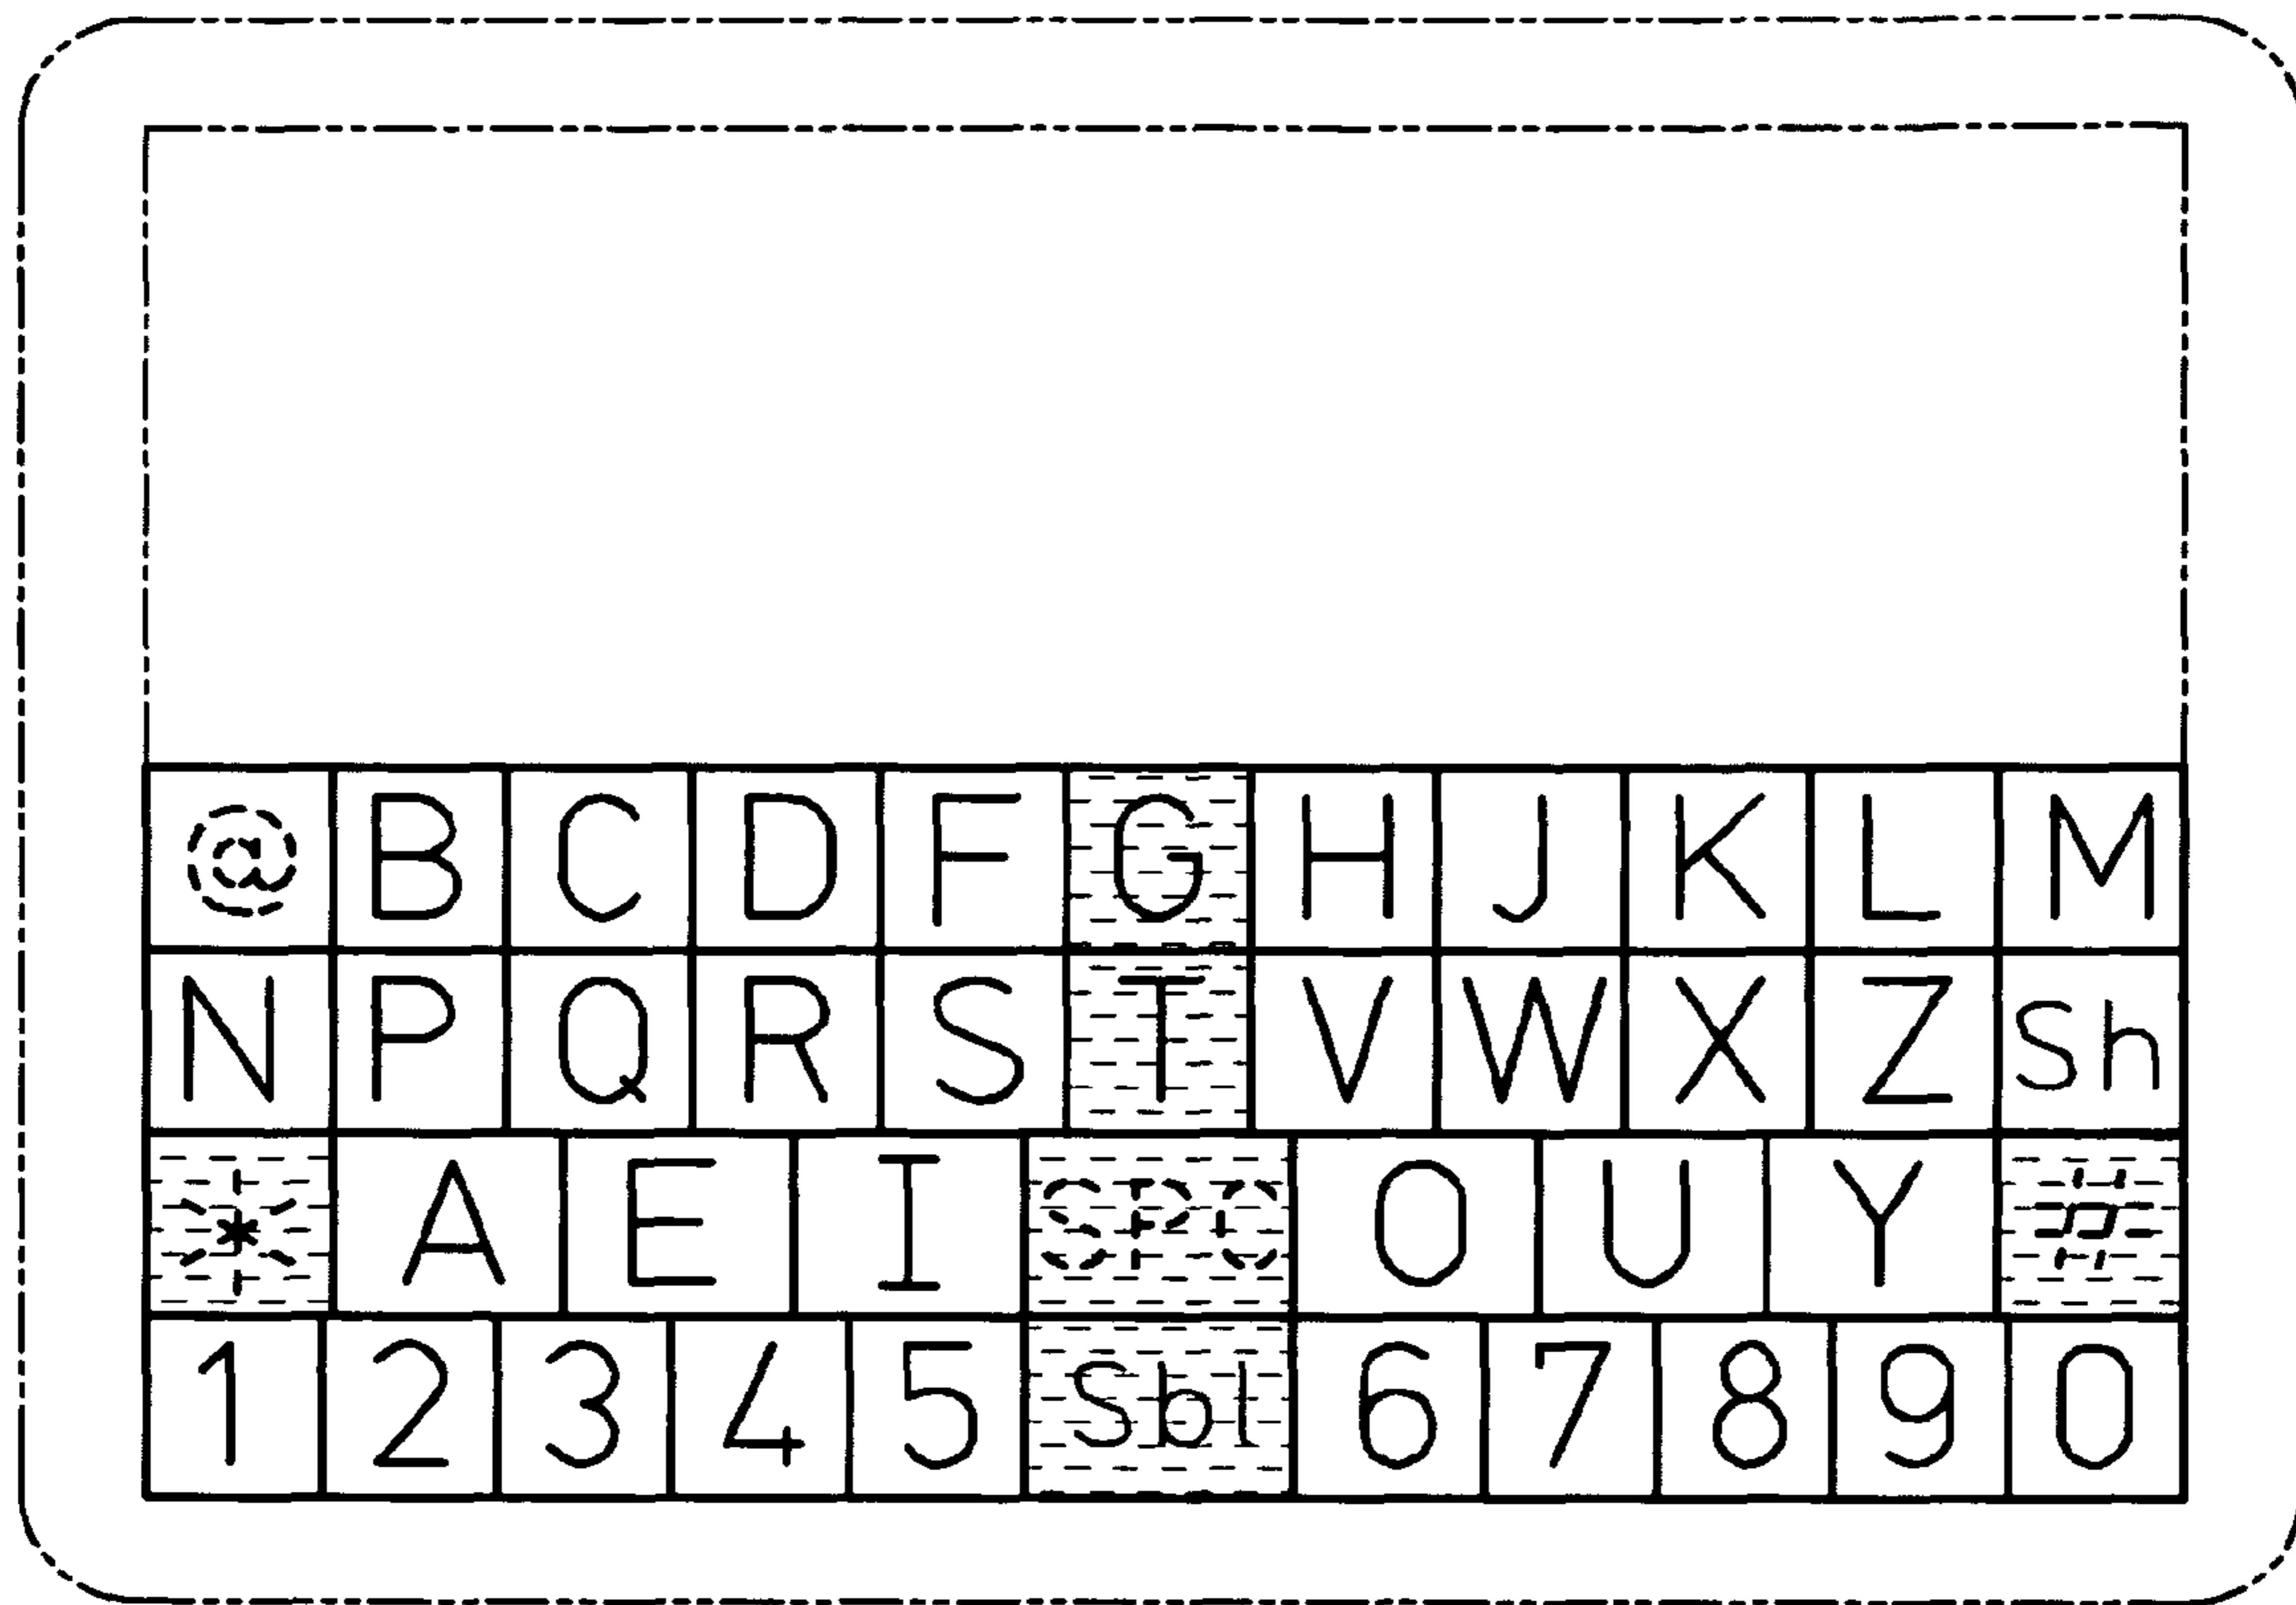 @ B C D F G H J K L M
N P Q R S T V W X Z Sh
* A E I SPC O U Y #
1 2 3 4 5 Sbl 6 7 8 9 0